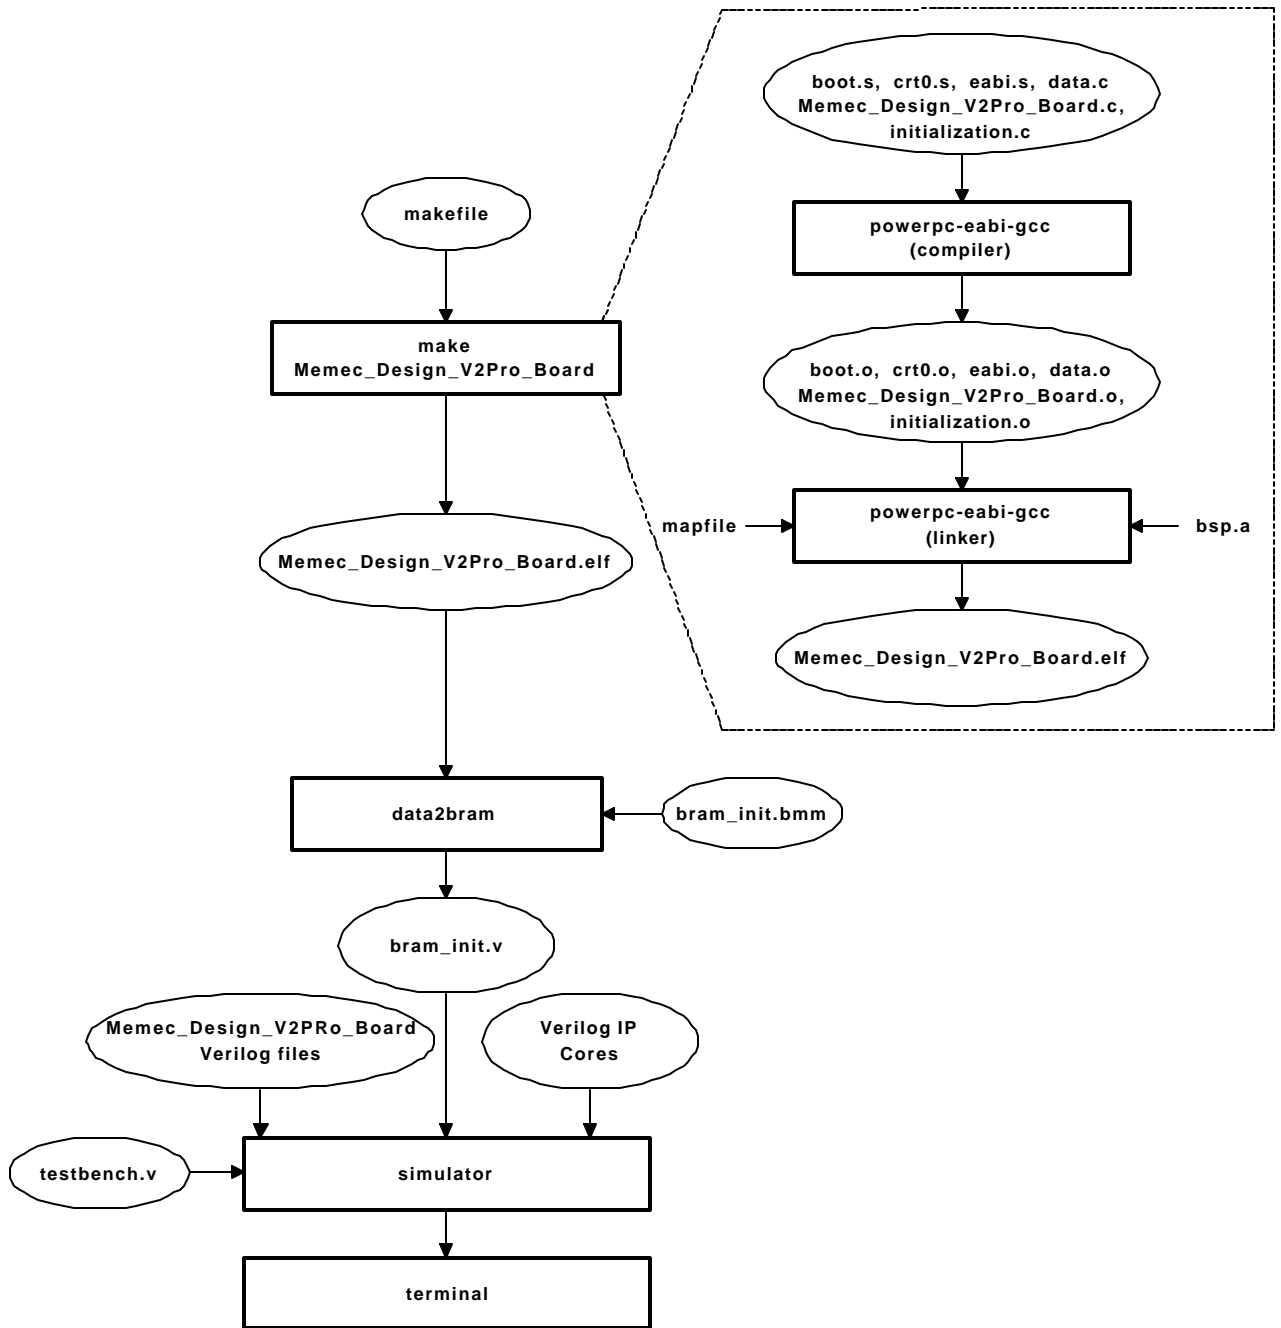 boot.s, crt0.s, eabi.s, data.c
Memec_Design_V2Pro_Board.c,
initialization.c
makefile
powerpc-eabi-gcc
(compiler)
make
Memec_Design_V2Pro_Board
boot.o, crt0.o, eabi.o, data.o
Memec_Design_V2Pro_Board.o,
initialization.o
mapfile
powerpc-eabi-gcc
(linker)
bsp.a
Memec_Design_V2Pro_Board.elf
Memec_Design_V2Pro_Board.elf
data2bram
bram_init.bmm
bram_init.v
Memec_Design_V2PRo_Board
Verilog files
Verilog IP
Cores
testbench.v
simulator
terminal